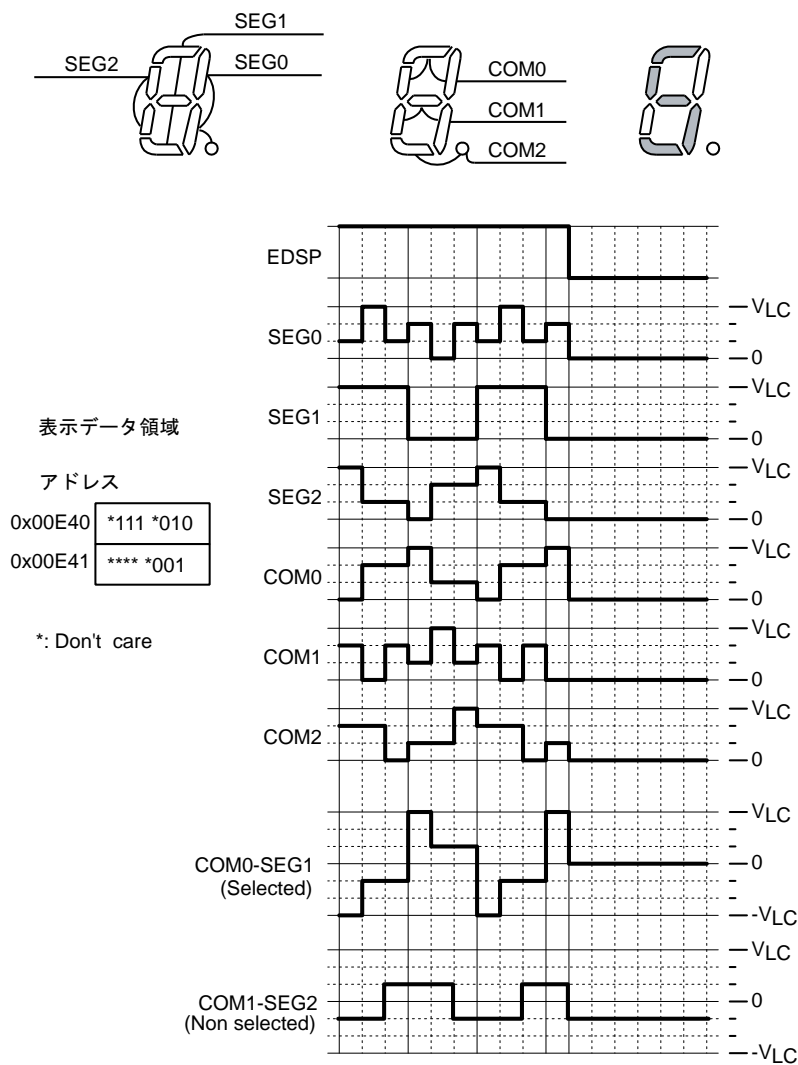 SEG1
SEG2
SEG0
COM0
COM1
COM2
EDSP
SEG0
VLC
0
SEG1
VLC
0
表示データ領域
アドレス
0x00E40 *111 *010
0x00E41 **** *001
*: Don't care
SEG2
VLC
0
COM0
VLC
0
COM1
VLC
0
COM2
VLC
0
COM0-SEG1
(Selected)
VLC
0
-VLC
COM1-SEG2
(Non selected)
VLC
0
-VLC